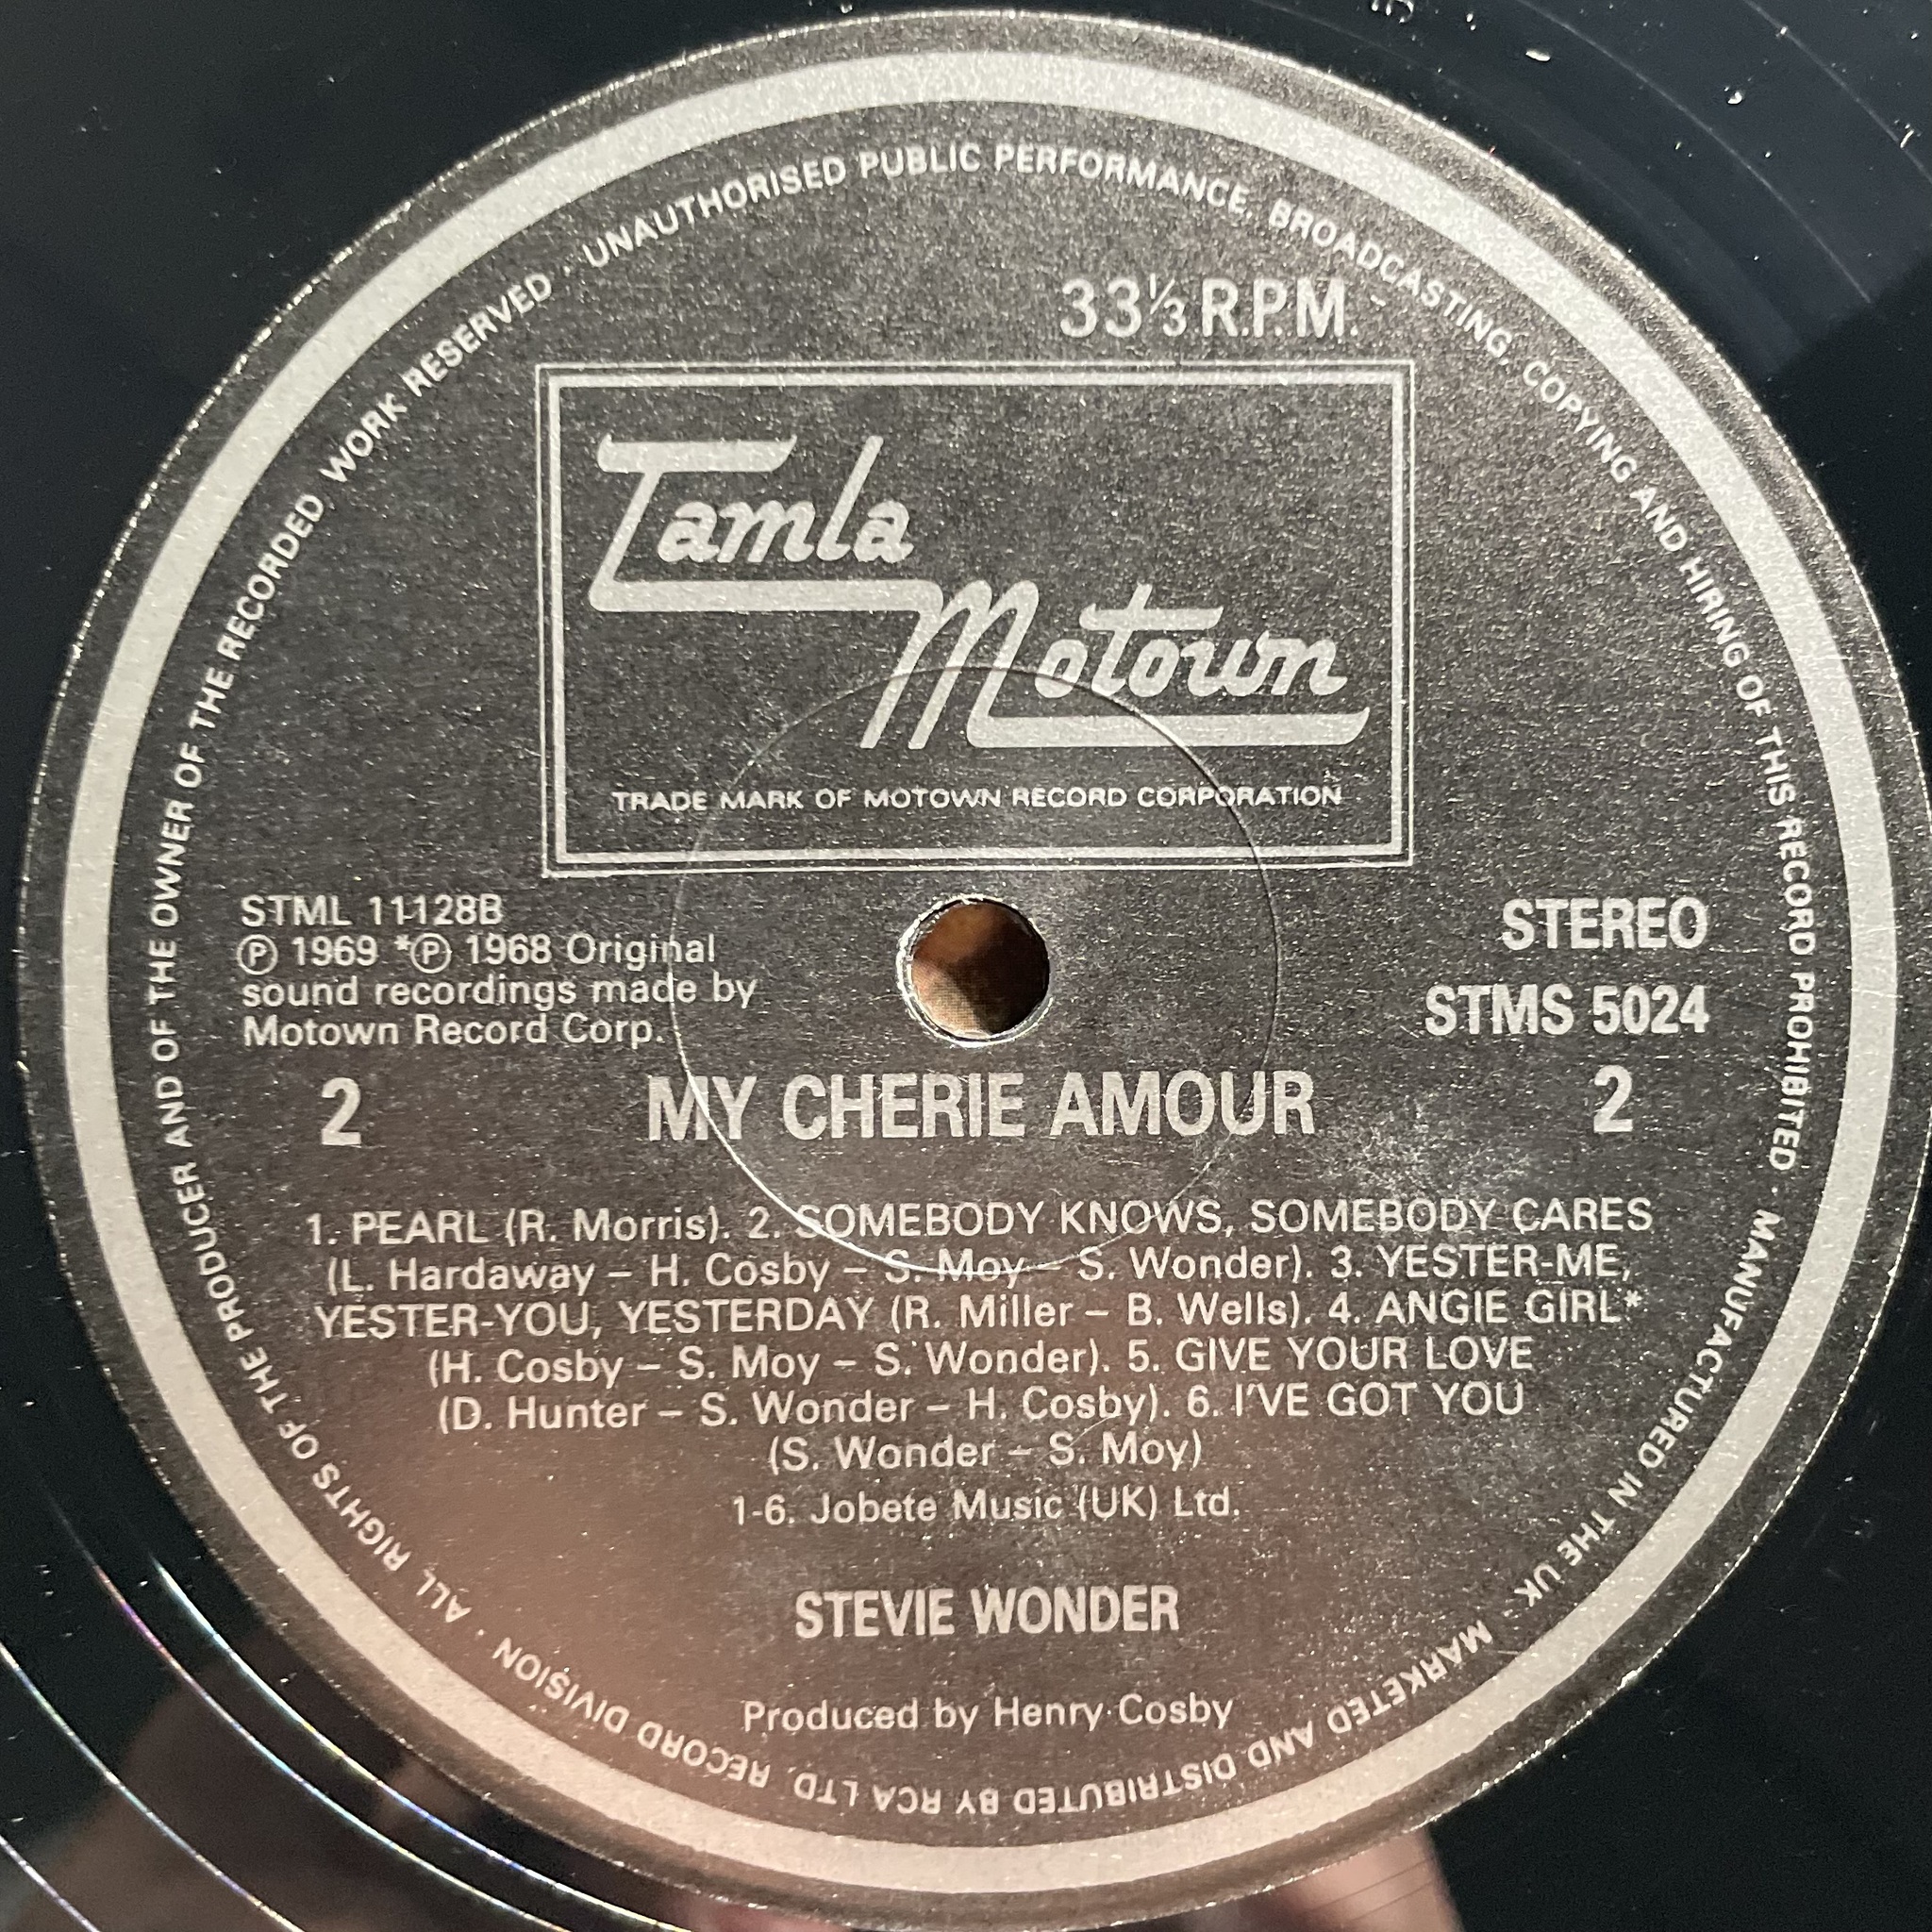 33⅓ R.P.M.
Tamla
Motown
TRADE MARK OF MOTOWN RECORD CORPORATION
STML 11128B
Ⓟ 1969 *Ⓟ 1968 Original
sound recordings made by
Motown Record Corp.
STEREO
STMS 5024
2
MY CHERIE AMOUR
2
1. PEARL (R. Morris). 2. SOMEBODY KNOWS, SOMEBODY CARES
(L. Hardaway – H. Cosby – S. Moy – S. Wonder). 3. YESTER-ME,
YESTER-YOU, YESTERDAY (R. Miller – B. Wells). 4. ANGIE GIRL*
(H. Cosby – S. Moy – S. Wonder). 5. GIVE YOUR LOVE
(D. Hunter – S. Wonder – H. Cosby). 6. I'VE GOT YOU
(S. Wonder – S. Moy)
1-6. Jobete Music (UK) Ltd.
STEVIE WONDER
Produced by Henry Cosby
ALL RIGHTS OF THE PRODUCER AND OF THE OWNER OF THE RECORDED WORK RESERVED · UNAUTHORISED PUBLIC PERFORMANCE, BROADCASTING, COPYING AND HIRING OF THIS RECORD PROHIBITED · MANUFACTURED IN THE UK · MARKETED AND DISTRIBUTED BY RCA LTD. RECORD DIVISION ·